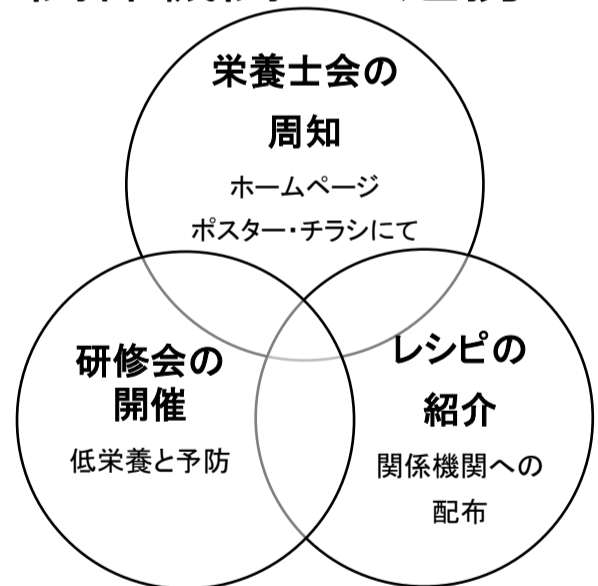 栄養士会の
周知
ホームページ
ポスター・チラシにて
研修会の
開催
低栄養と予防
レシピの
紹介
関係機関への
配布